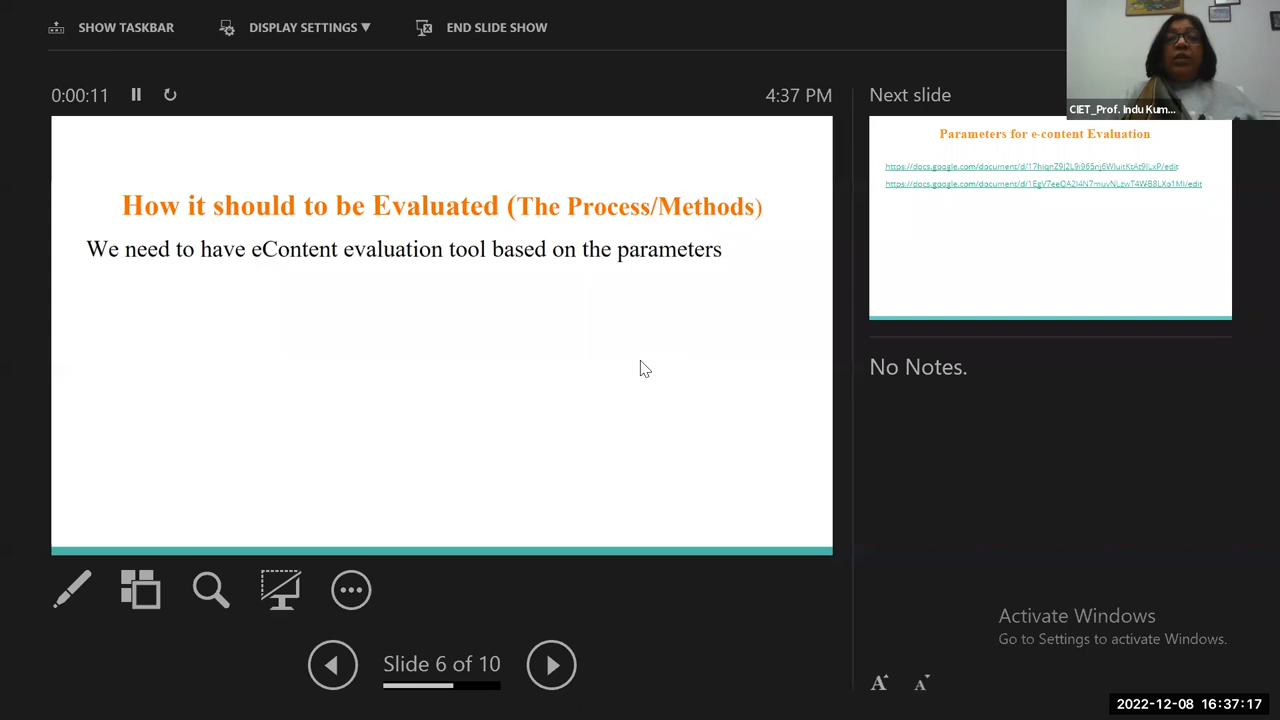 SHOW TASKBAR
DISPLAY SETTINGS ▼
END SLIDE SHOW
0:00:11
4:37 PM
Next slide
CIET_Prof. Indu Kum...
How it should to be Evaluated (The Process/Methods)
We need to have eContent evaluation tool based on the parameters
Parameters for e-content Evaluation
No Notes.
Slide 6 of 10
Activate Windows
Go to Settings to activate Windows.
A A
2022-12-08 16:37:17